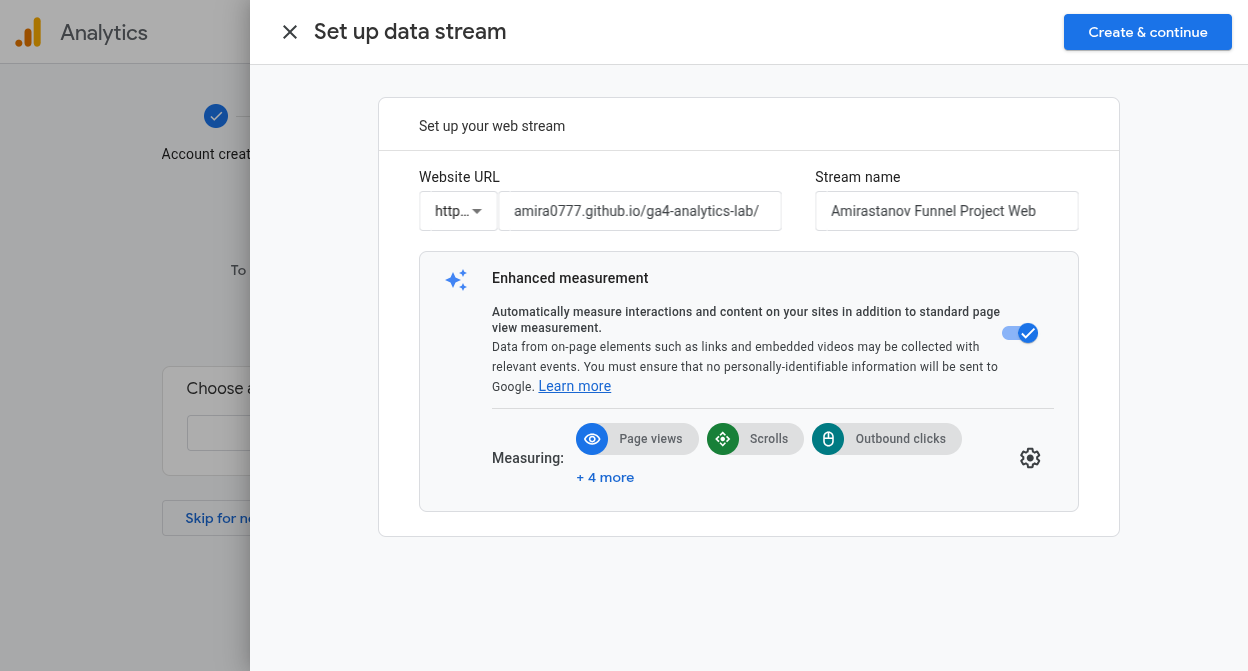 Analytics
Set up data stream
Create & continue
Account creat
To
Choose a
Skip for no
Set up your web stream
Website URL
Stream name
http...
amira0777.github.io/ga4-analytics-lab/
Amirastanov Funnel Project Web
Enhanced measurement
Automatically measure interactions and content on your sites in addition to standard page
view measurement.
Data from on-page elements such as links and embedded videos may be collected with
relevant events. You must ensure that no personally-identifiable information will be sent to
Google. Learn more
Measuring:
Page views
Scrolls
Outbound clicks
+ 4 more